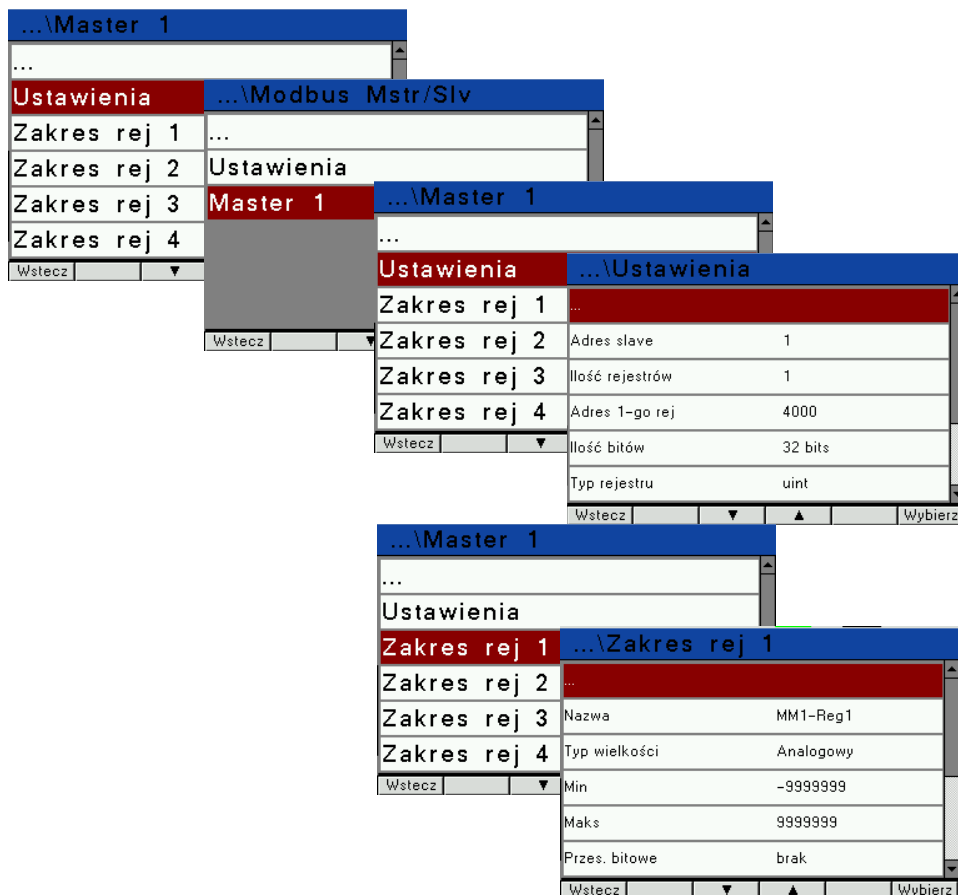 ...\Master 1
...
Ustawienia
Zakres rej 1
Zakres rej 2
Zakres rej 3
Zakres rej 4
Wstecz ▼
...\Modbus Mstr/Slv
...
Ustawienia
Master 1
Wstecz ▼
...\Master 1
...
Ustawienia
Zakres rej 1
Zakres rej 2
Zakres rej 3
Zakres rej 4
Wstecz ▼
...\Ustawienia
...
Adres slave 1
Ilość rejestrów 1
Adres 1-go rej 4000
Ilość bitów 32 bits
Typ rejestru uint
Wstecz ▼ ▲ Wybierz
...\Master 1
...
Ustawienia
Zakres rej 1
Zakres rej 2
Zakres rej 3
Zakres rej 4
Wstecz ▼
...\Zakres rej 1
...
Nazwa MM1-Reg1
Typ wielkości Analogowy
Min -9999999
Maks 9999999
Przes. bitowe brak
Wstecz ▼ ▲ Wybierz